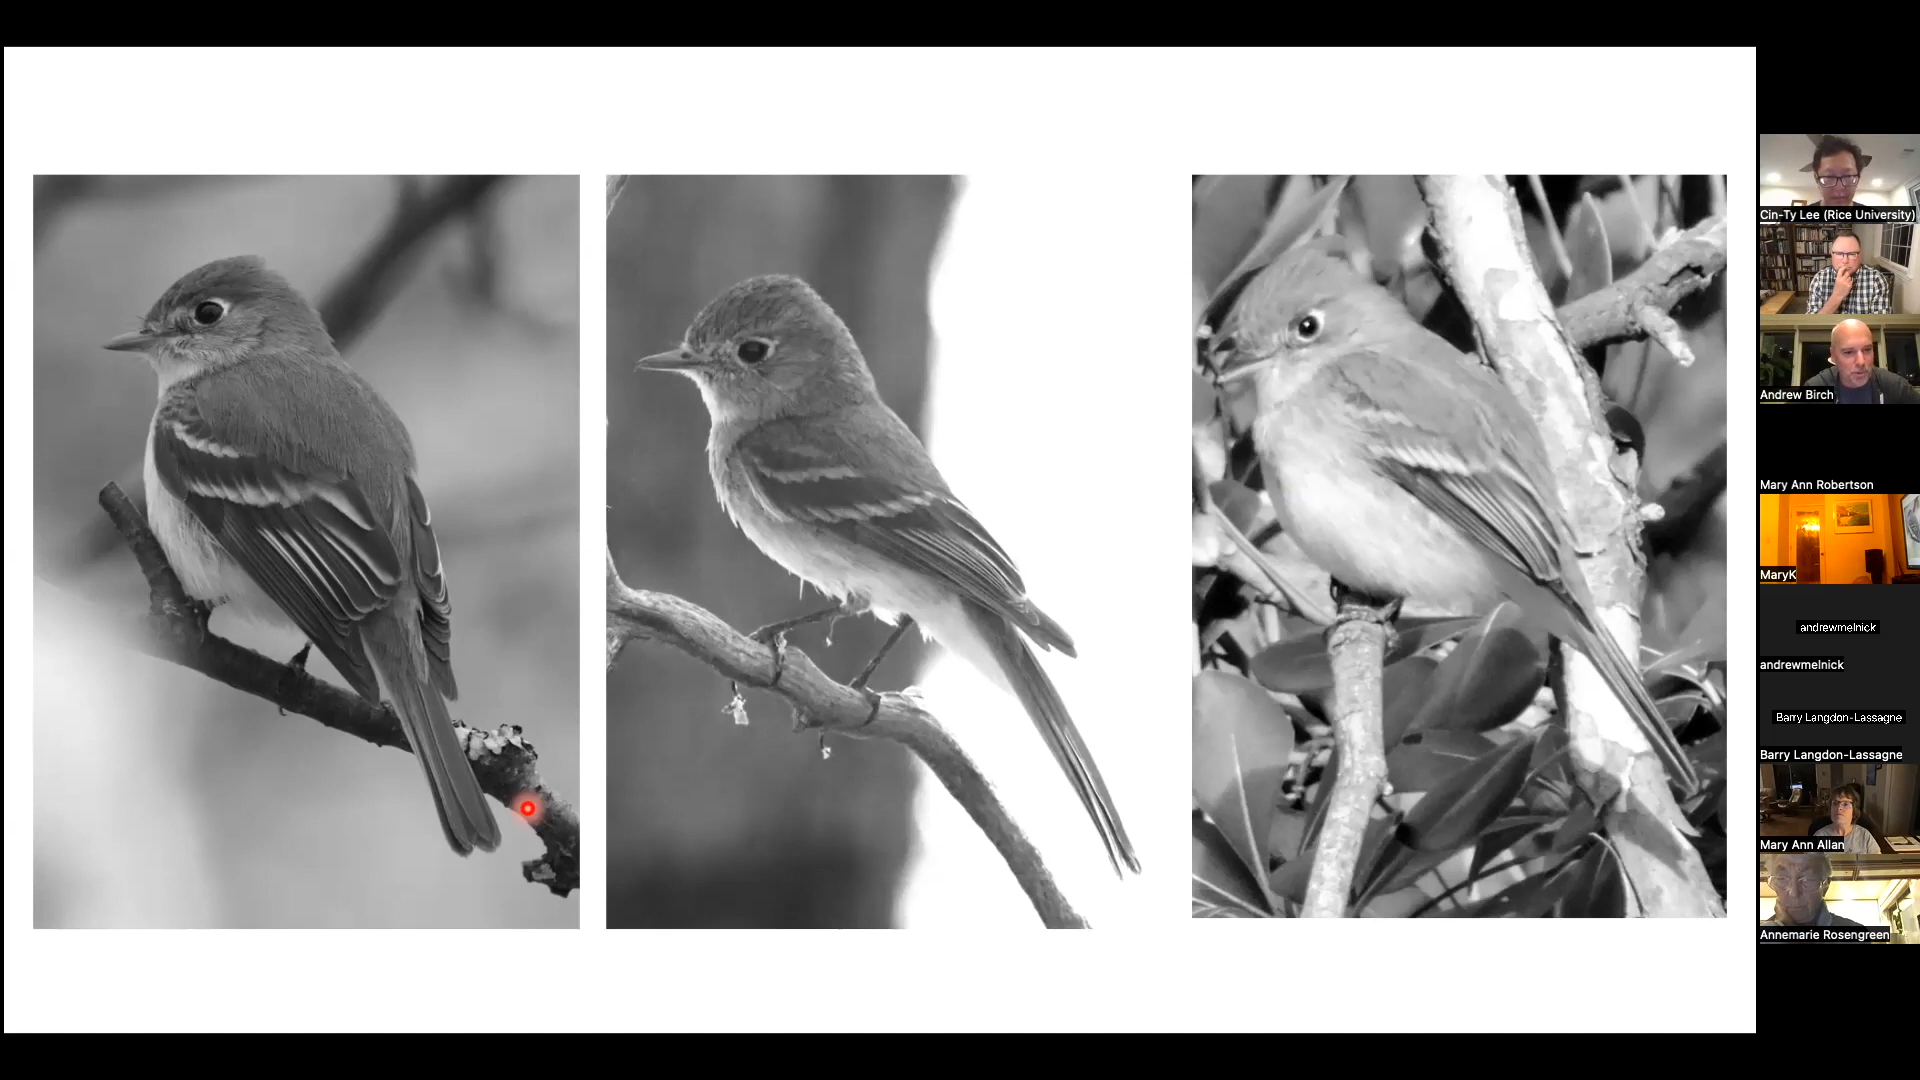 Cin-Ty Lee (Rice University)
Andrew Birch
Mary Ann Robertson
MaryK
andrewmelnick
andrewmelnick
Barry Langdon-Lassagne
Barry Langdon-Lassagne
Mary Ann Allan
Annemarie Rosengreen